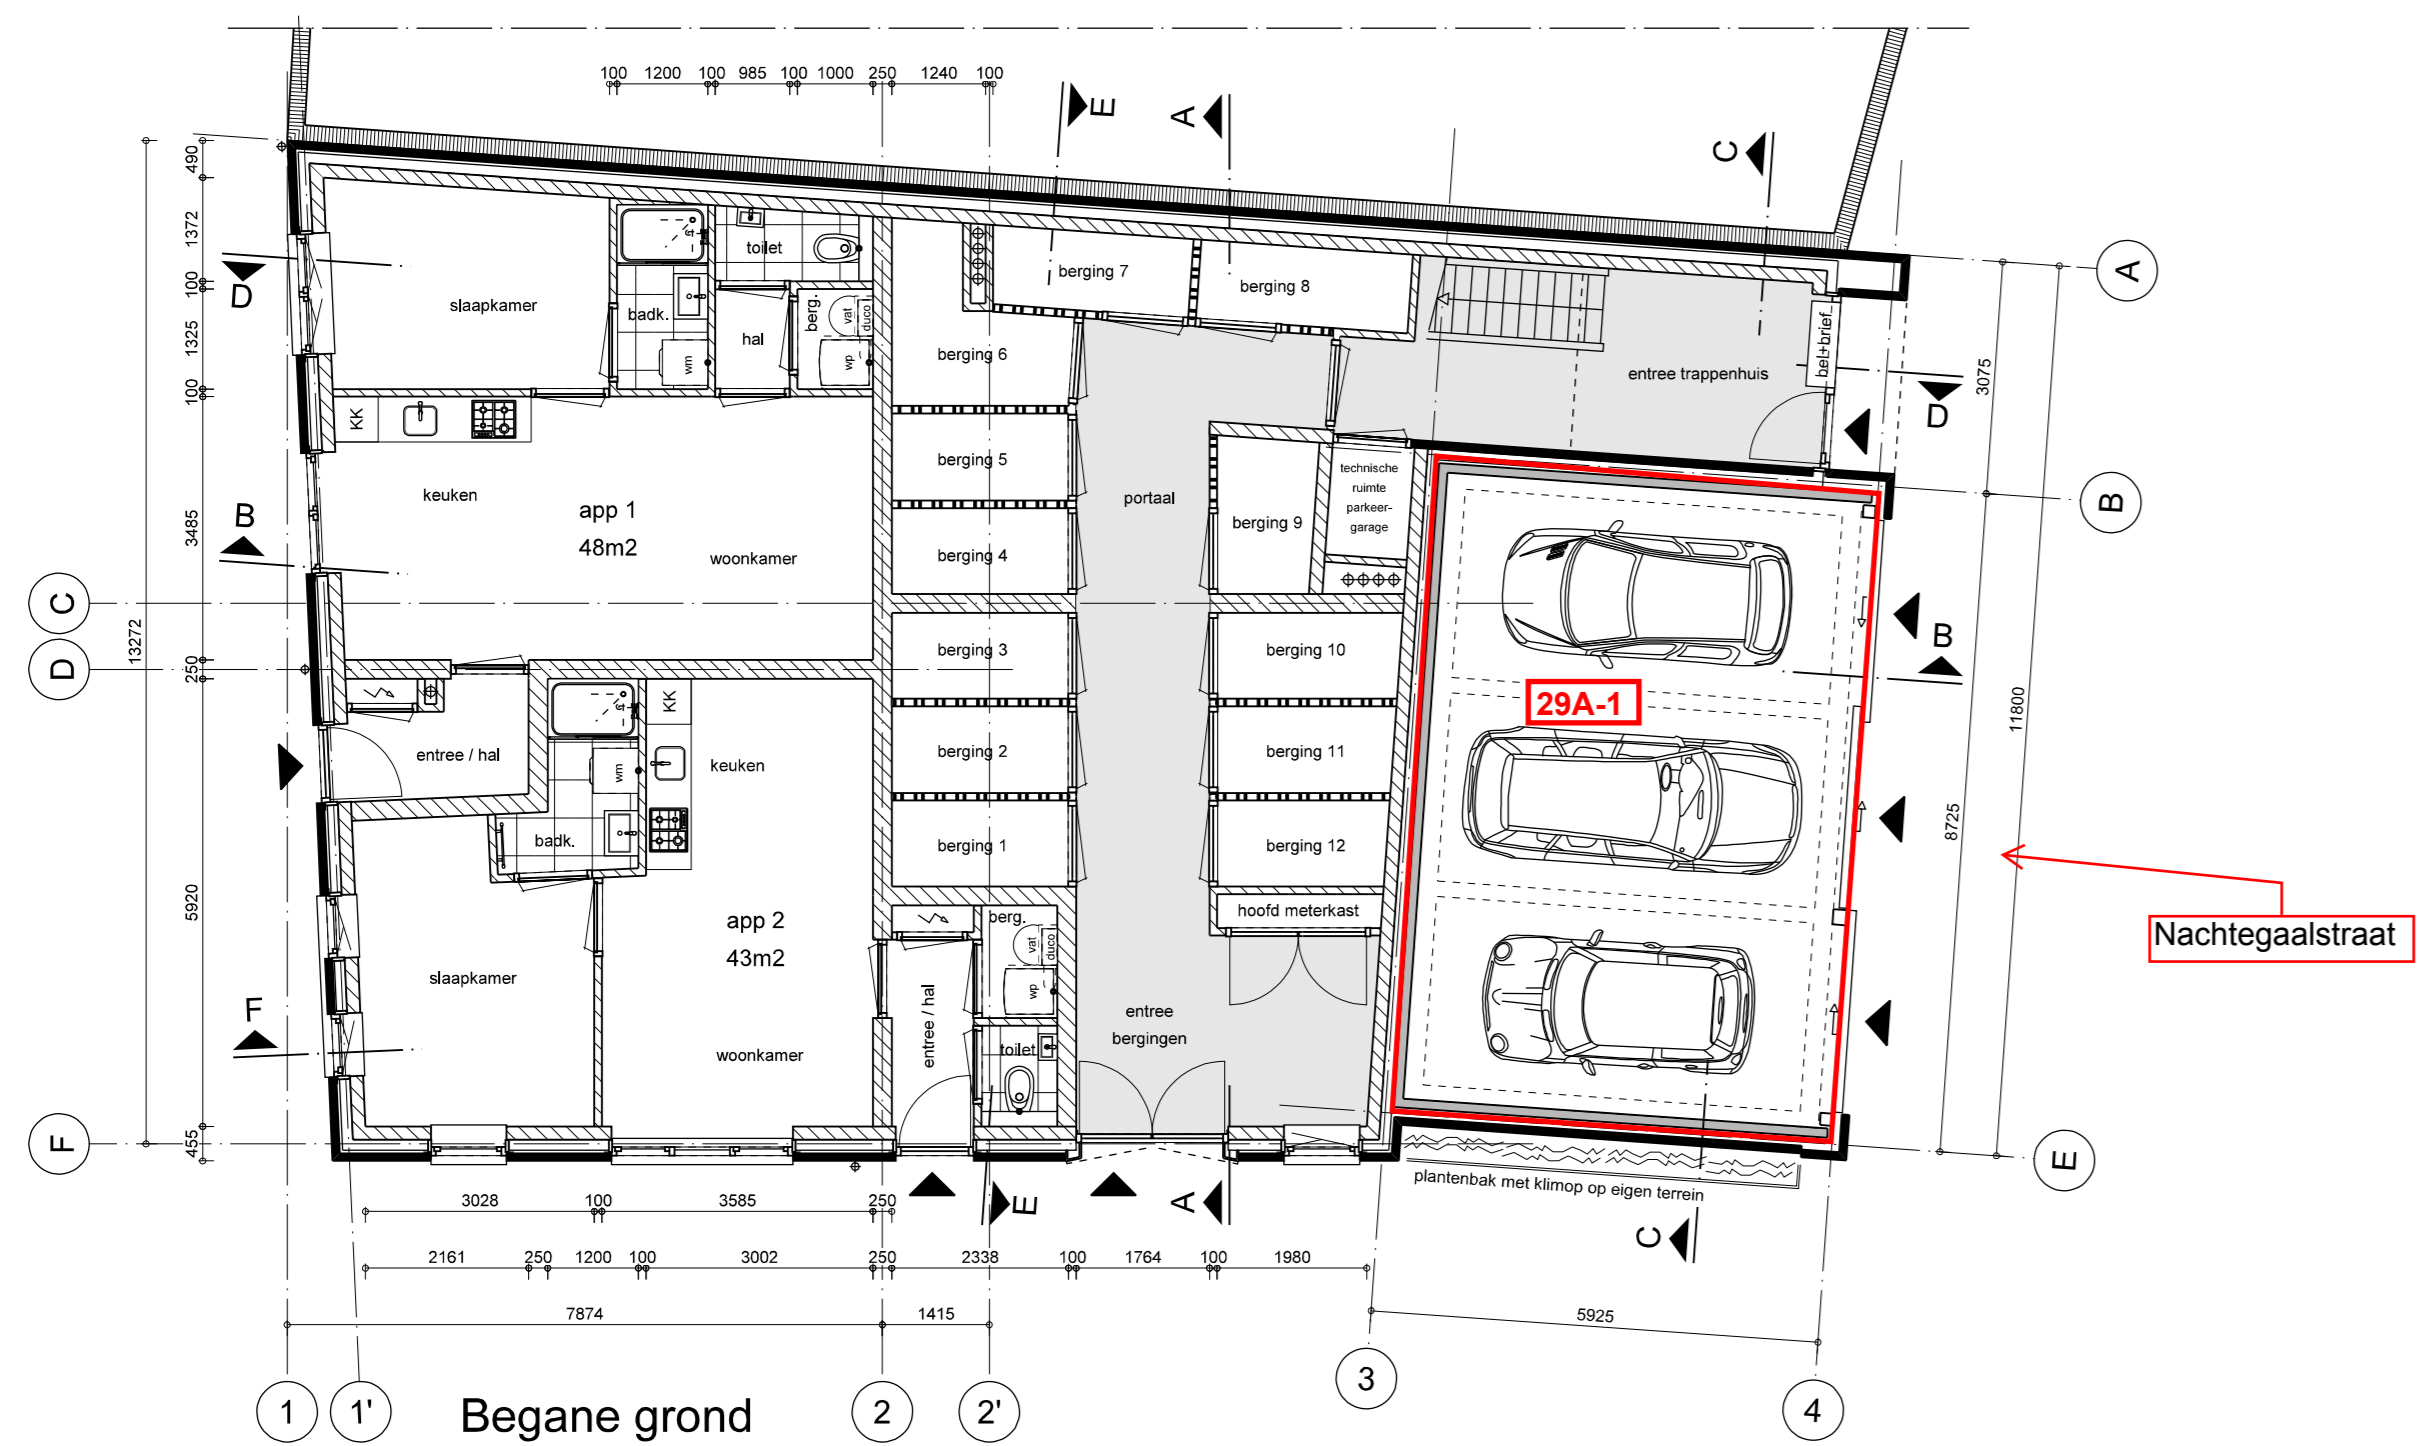 100 1200 100 985 100 1000 250 1240 100
E
A
C
490
1372
100
1325
100
3485
250
5920
455
13272
A
B
C
D
F
E
3075
11800
8725
D
D
B
B
F
toilet
slaapkamer
badk.
hal
berg.
vat
duco
wm
wp
KK
keuken
app 1
48m2
woonkamer
berging 7
berging 8
berging 6
berging 5
berging 4
berging 3
berging 2
berging 1
portaal
berging 9
berging 10
berging 11
berging 12
technische
ruimte
parkeer-
garage
entree trappenhuis
bel+brief
hoofd meterkast
entree
bergingen
29A-1
Nachtegaalstraat
entree / hal
wm
KK
keuken
badk.
app 2
43m2
slaapkamer
woonkamer
entree / hal
berg.
vat
duco
wp
toilet
plantenbak met klimop op eigen terrein
E
A
C
3028 100 3585 250
2161 250 1200 100 3002 250 2338 100 1764 100 1980
7874 1415
5925
1 1' 2 2' 3 4
Begane grond